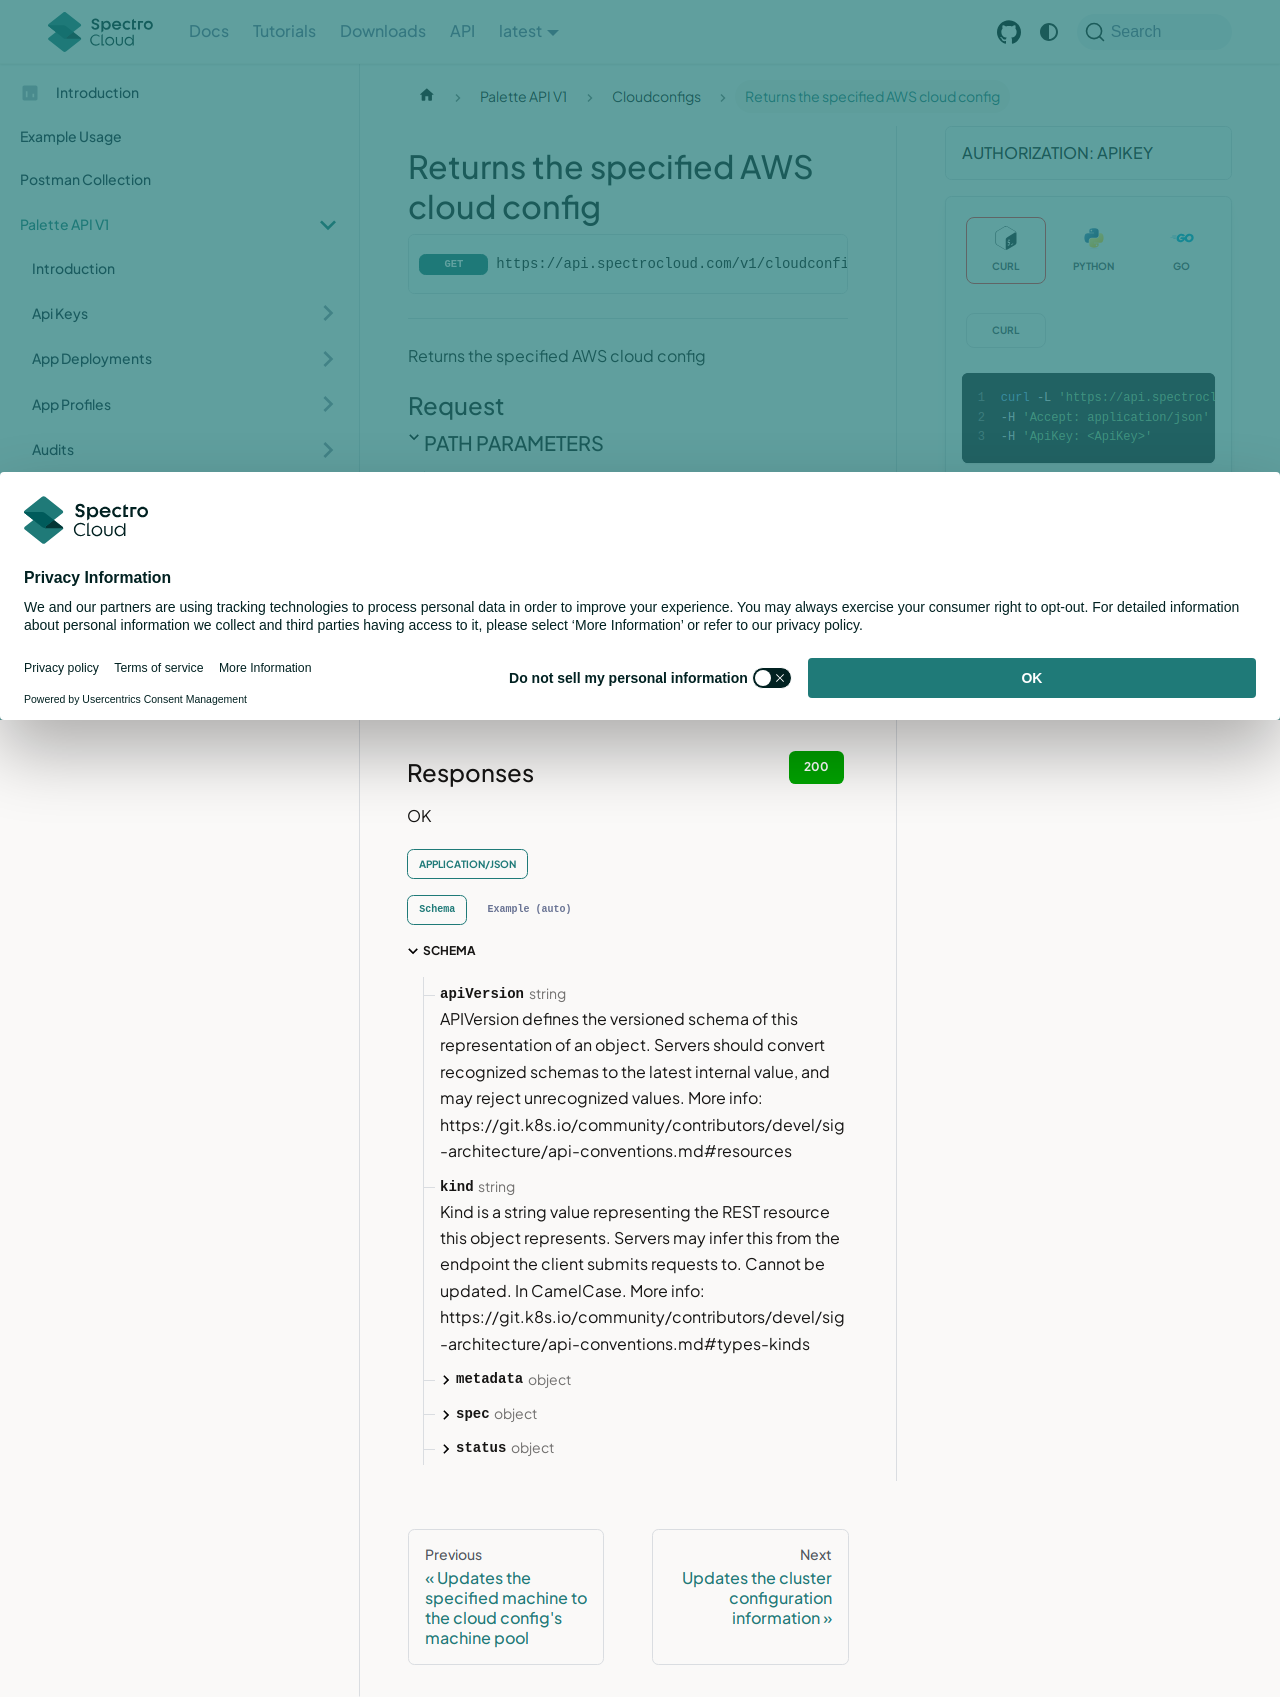 Spectro Cloud
Docs Tutorials Downloads API latest
Search
Introduction
Example Usage
Postman Collection
Palette API V1
Introduction
Api Keys
App Deployments
App Profiles
Audits
Palette API V1 Cloudconfigs Returns the specified AWS cloud config
Returns the specified AWS
cloud config
GET https://api.spectrocloud.com/v1/cloudconfi
Returns the specified AWS cloud config
Request
PATH PARAMETERS
AUTHORIZATION: APIKEY
CURL PYTHON GO
CURL
1 curl -L 'https://api.spectrocl
2 -H 'Accept: application/json'
3 -H 'ApiKey: <ApiKey>'
Spectro
Cloud
Privacy Information
We and our partners are using tracking technologies to process personal data in order to improve your experience. You may always exercise your consumer right to opt-out. For detailed information
about personal information we collect and third parties having access to it, please select ‘More Information’ or refer to our privacy policy.
Privacy policy Terms of service More Information
Powered by Usercentrics Consent Management
Do not sell my personal information
OK
Responses
200
OK
APPLICATION/JSON
Schema Example (auto)
SCHEMA
apiVersion string
APIVersion defines the versioned schema of this
representation of an object. Servers should convert
recognized schemas to the latest internal value, and
may reject unrecognized values. More info:
https://git.k8s.io/community/contributors/devel/sig
-architecture/api-conventions.md#resources
kind string
Kind is a string value representing the REST resource
this object represents. Servers may infer this from the
endpoint the client submits requests to. Cannot be
updated. In CamelCase. More info:
https://git.k8s.io/community/contributors/devel/sig
-architecture/api-conventions.md#types-kinds
metadata object
spec object
status object
Previous
« Updates the
specified machine to
the cloud config's
machine pool
Next
Updates the cluster
configuration
information »